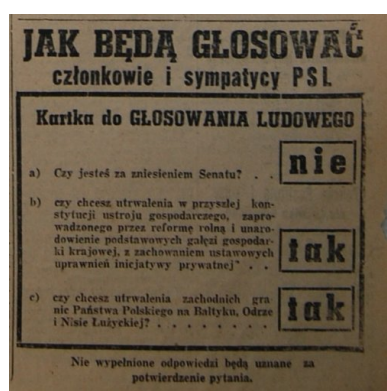 JAK BĘDĄ GŁOSOWAĆ
członkowie i sympatycy PSL
Kartka do GŁOSOWANIA LUDOWEGO
a) Czy jesteś za zniesieniem Senatu? . .
nie
b) czy chcesz utrwalenia w przyszłej kon-
stytucji ustroju gospodarczego, zapro-
wadzonego przez reformę rolną i unaro-
dowienie podstawowych gałęzi gospodar-
ki krajowej, z zachowaniem ustawowych
uprawnień inicjatywy prywatnej" . .
tak
c) czy chcesz utrwalenia zachodnich gra
nic Państwa Polskiego na Bałtyku, Odrze
i Nisie Łużyckiej? . . . . . . . .
tak
Nie wypełnione odpowiedzi będą uznane za
potwierdzenie pytania.